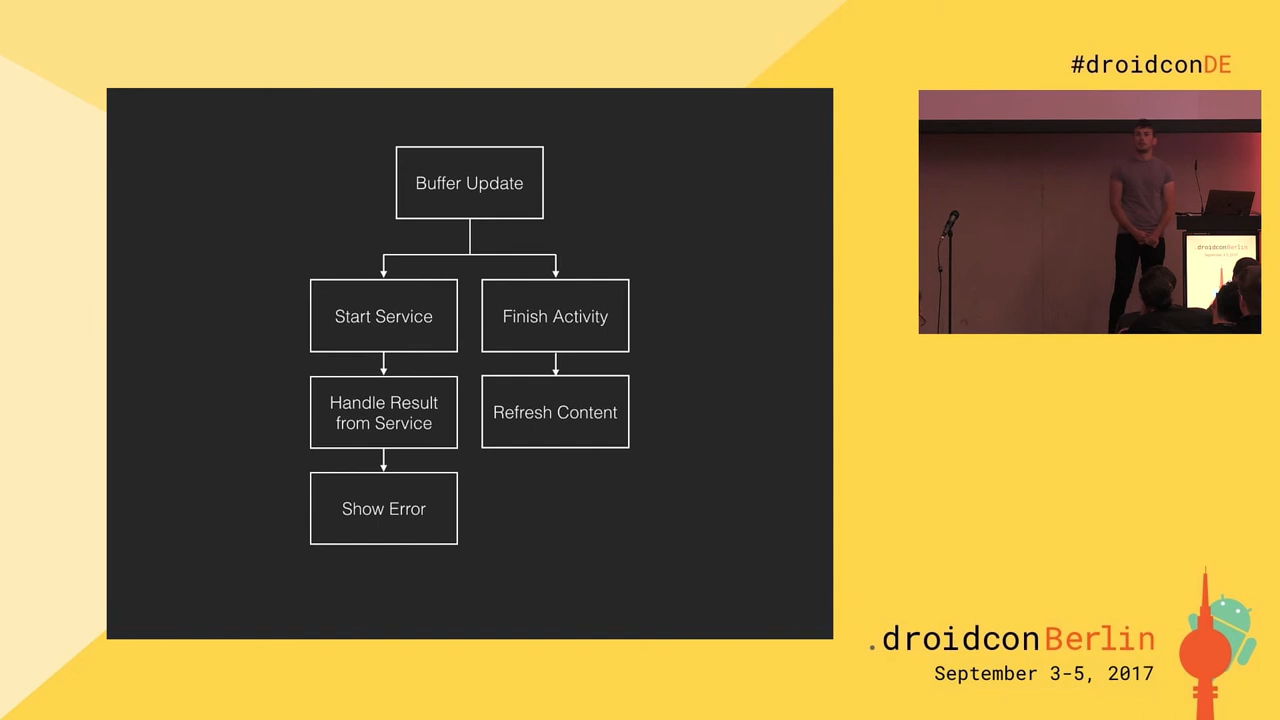 #droidconDE
Buffer Update
Start Service
Finish Activity
Handle Result
from Service
Refresh Content
Show Error
.droidconBerlin
.droidconBerlin
September 3-5, 2017